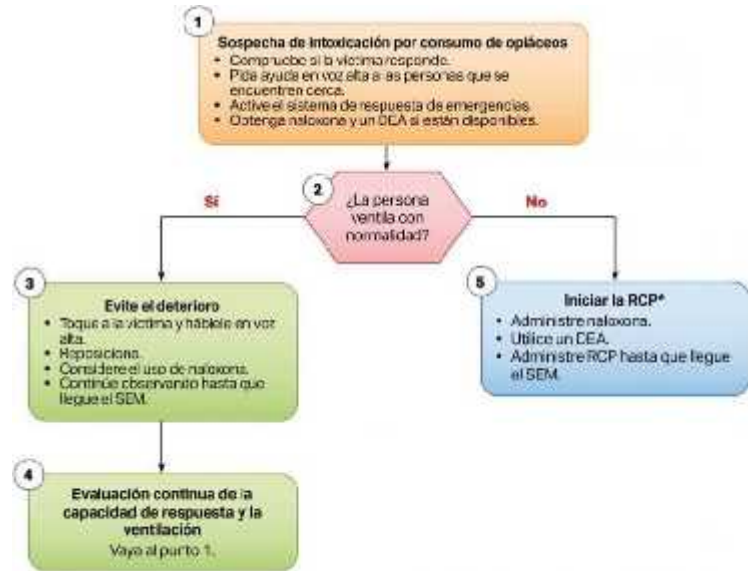 1
Sospecha de intoxicación por consumo de opiáceos
• Compruebe si la víctima responde.
• Pida ayuda en voz alta a las personas que se
encuentren cerca.
• Active el sistema de respuesta de emergencias.
• Obtenga naloxona y un DEA si están disponibles.
2
¿La persona
ventila con
normalidad?
Sí
No
3
Evite el deterioro
• Toque a la víctima y háblele en voz
alta.
• Reposicione.
• Considere el uso de naloxona.
• Continúe observando hasta que
llegue el SEM.
5
Iniciar la RCP*
• Administre naloxona.
• Utilice un DEA.
• Administre RCP hasta que llegue
el SEM.
4
Evaluación continua de la
capacidad de respuesta y la
ventilación
Vaya al punto 1.